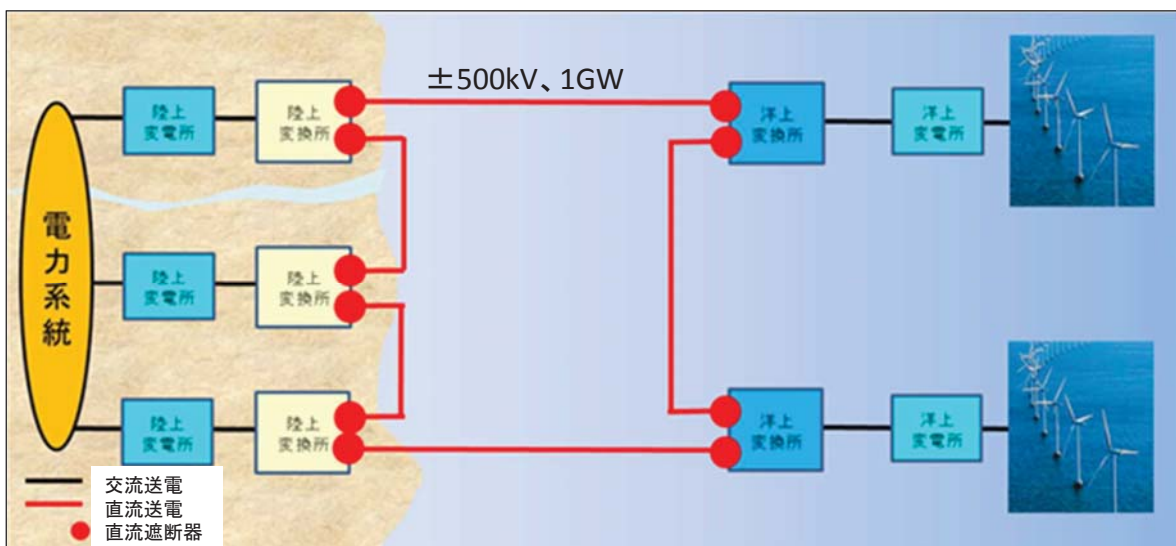 ±500kV、1GW
電力系統
陸上
変電所
陸上
変換所
洋上
変換所
洋上
変電所
陸上
変電所
陸上
変換所
陸上
変電所
陸上
変換所
洋上
変換所
洋上
変電所
交流送電
直流送電
直流遮断器